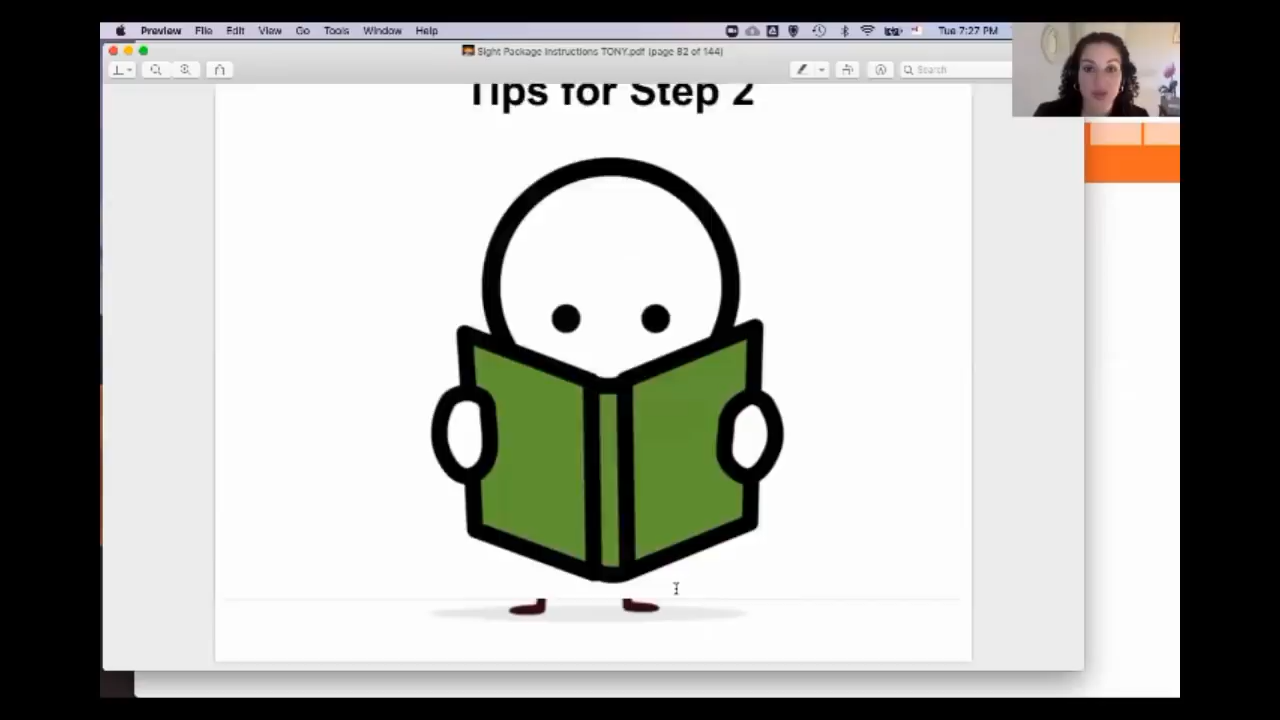 Preview File Edit View Go Tools Window Help Tue 7:27 PM
Sight Package Instructions TONY.pdf (page 82 of 144)
Search
Tips for Step 2